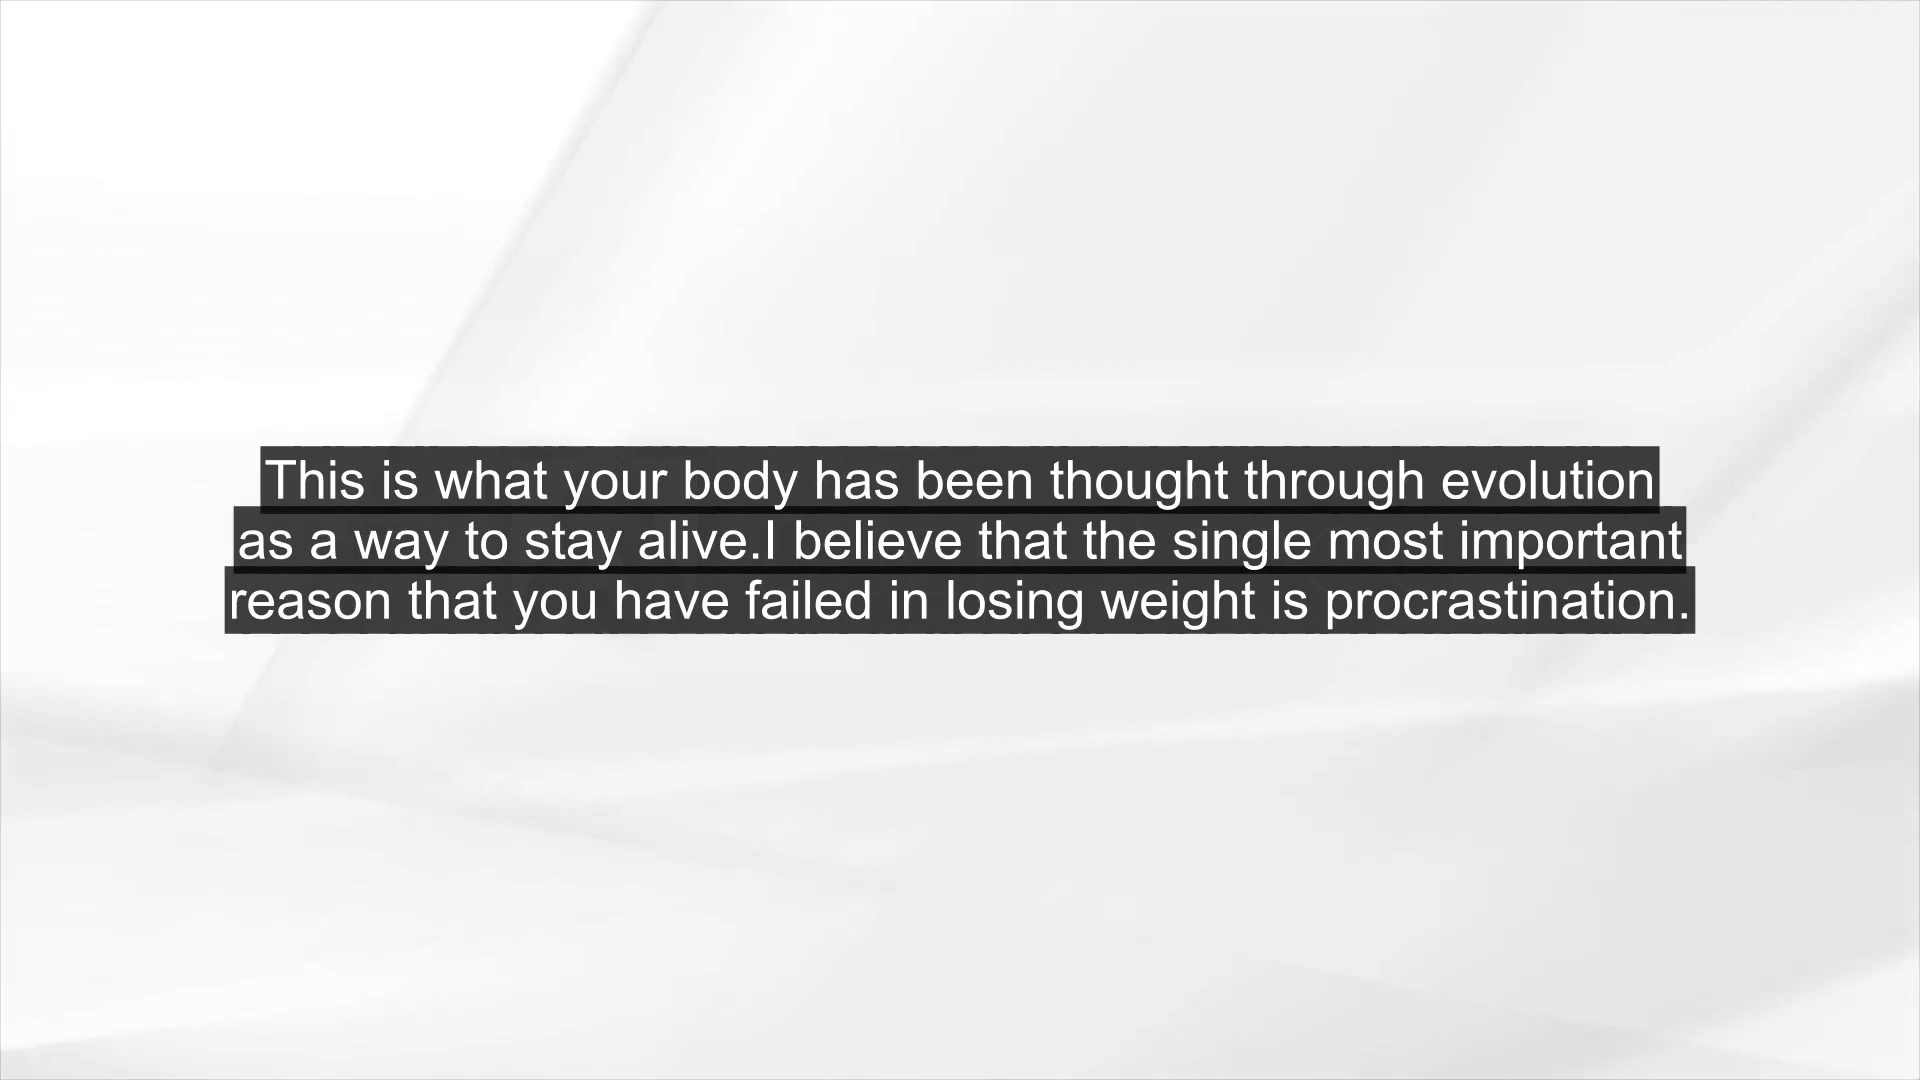 This is what your body has been thought through evolution
as a way to stay alive.I believe that the single most important
reason that you have failed in losing weight is procrastination.